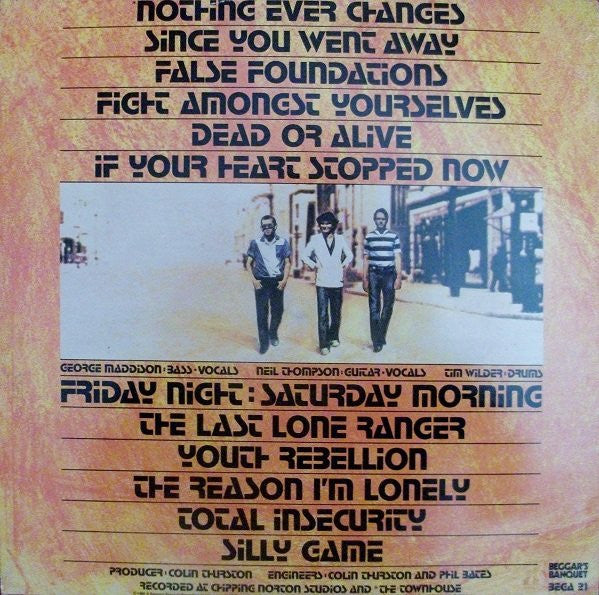 NOTHING EVER CHANGES
SINCE YOU WENT AWAY
FALSE FOUNDATIONS
FIGHT AMONGST YOURSELVES
DEAD OR ALIVE
IF YOUR HEART STOPPED NOW
GEORGE MADDISON:BASS·VOCALS NEIL THOMPSON:GUITAR·VOCALS TIM WILDER:DRUMS
FRIDAY NIGHT:SATURDAY MORNING
THE LAST LONE RANGER
YOUTH REBELLION
THE REASON I'M LONELY
TOTAL INSECURITY
SILLY GAME
PRODUCER:COLIN THURSTON ENGINEERS:COLIN THURSTON AND PHIL BATES
RECORDED AT CHIPPING NORTON STUDIOS AND THE TOWNHOUSE
BEGGAR'S
BANQUET
BEGA 21